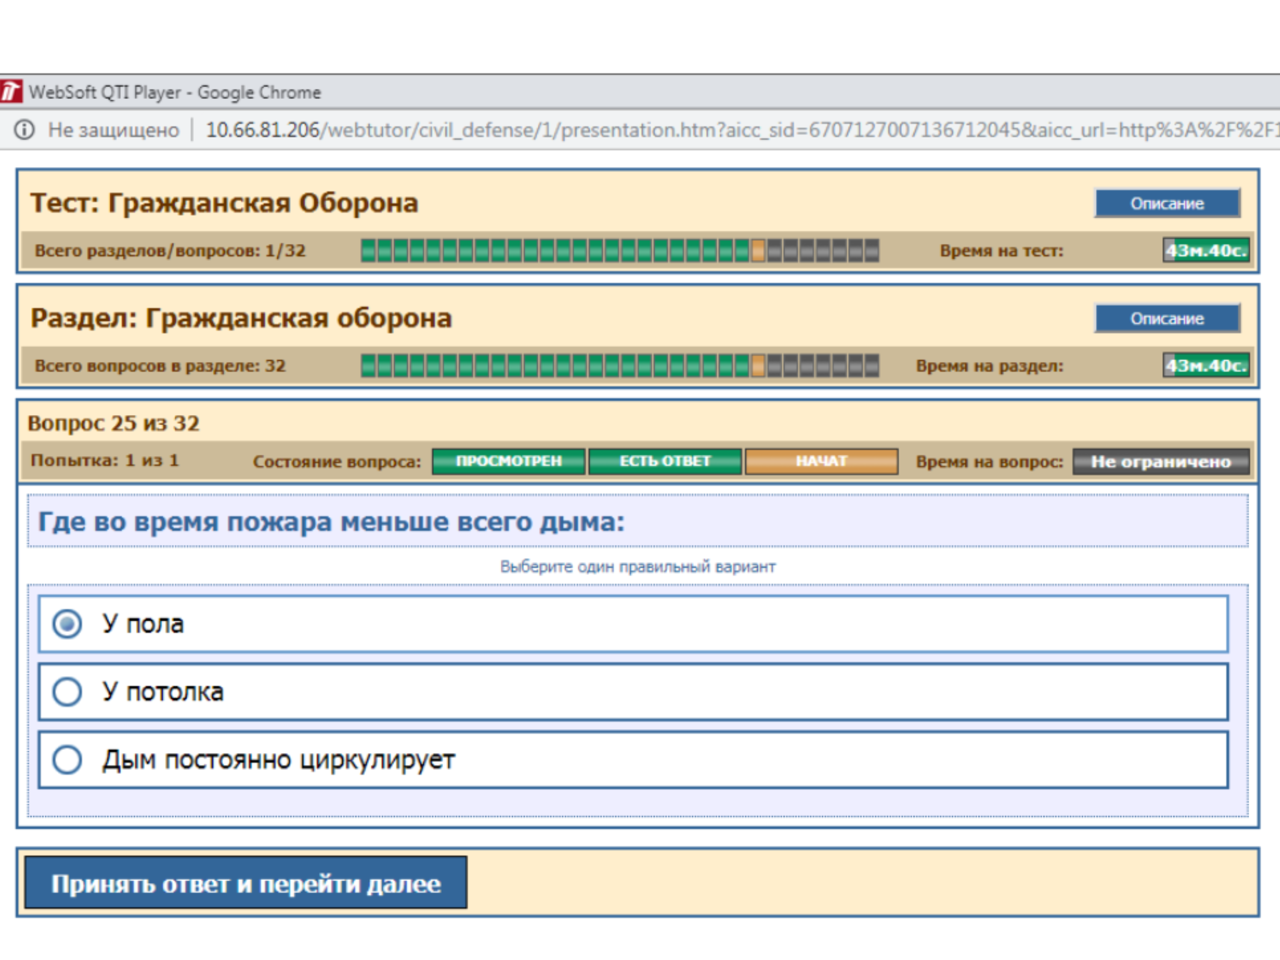 WebSoft QTI Player - Google Chrome
Не защищено | 10.66.81.206/webtutor/civil_defense/1/presentation.htm?aicc_sid=6707127007136712045&aicc_url=http%3A%2F%2F1
Тест: Гражданская Оборона
Описание
Всего разделов/вопросов: 1/32
Время на тест:
43м.40с.
Раздел: Гражданская оборона
Описание
Всего вопросов в разделе: 32
Время на раздел:
43м.40с.
Вопрос 25 из 32
Попытка: 1 из 1
Состояние вопроса:
ПРОСМОТРЕН
ЕСТЬ ОТВЕТ
НАЧАТ
Время на вопрос:
Не ограничено
Где во время пожара меньше всего дыма:
Выберите один правильный вариант
У пола
У потолка
Дым постоянно циркулирует
Принять ответ и перейти далее